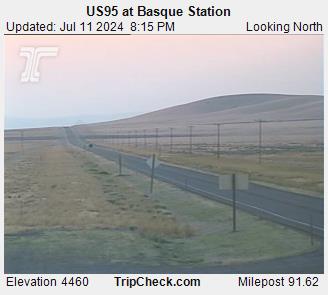 US95 at Basque Station
Updated: Jul 11 2024 8:15 PM Looking North
Elevation 4460 TripCheck.com Milepost 91.62